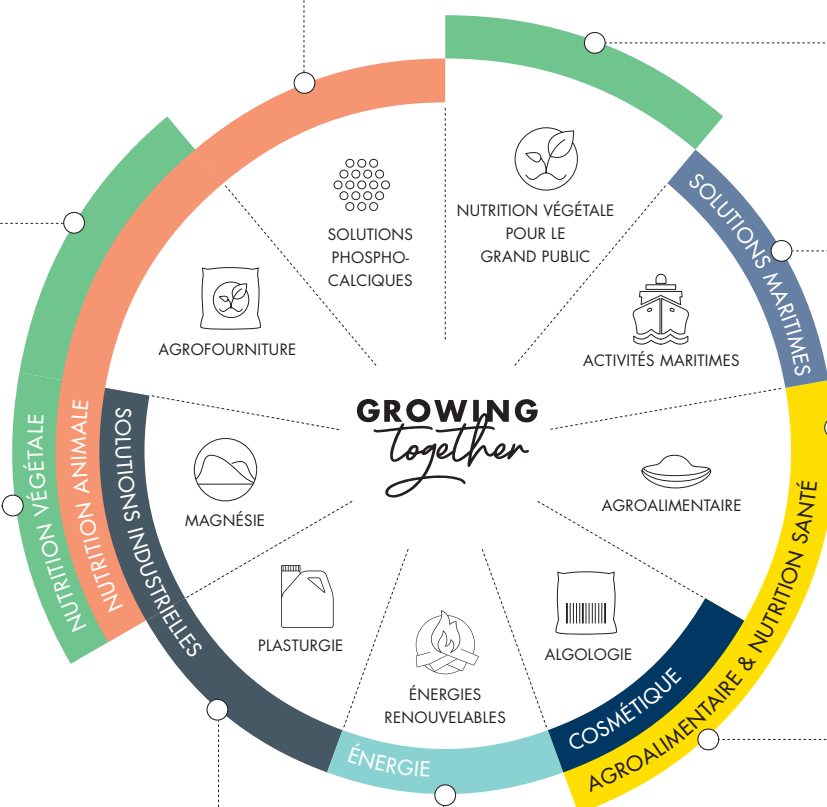 NUTRITION VÉGÉTALE
POUR LE
GRAND PUBLIC
SOLUTIONS MARITIMES
ACTIVITÉS MARITIMES
AGROALIMENTAIRE
AGROALIMENTAIRE & NUTRITION SANTÉ
ALGOLOGIE
COSMÉTIQUE
ÉNERGIES
RENOUVELABLES
ÉNERGIE
PLASTURGIE
SOLUTIONS INDUSTRIELLES
MAGNÉSIE
NUTRITION ANIMALE
NUTRITION VÉGÉTALE
AGROFOURNITURE
SOLUTIONS
PHOSPHO-
CALCIQUES
GROWING
together